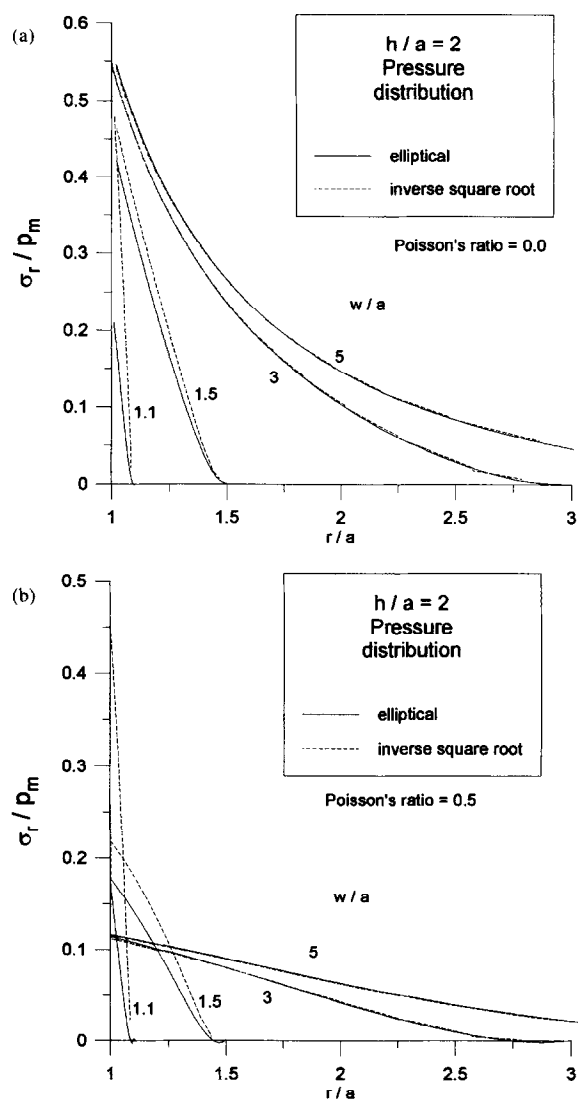 (a)
0.6
0.5
0.4
0.3
0.2
0.1
0
σr / pm
h / a = 2
Pressure
distribution
elliptical
inverse square root
Poisson's ratio = 0.0
w / a
5
3
1.5
1.1
1
1.5
2
2.5
3
r / a
(b)
0.5
0.4
0.3
0.2
0.1
0
σr / pm
h / a = 2
Pressure
distribution
elliptical
inverse square root
Poisson's ratio = 0.5
w / a
5
3
1.5
1.1
1
1.5
2
2.5
3
r / a